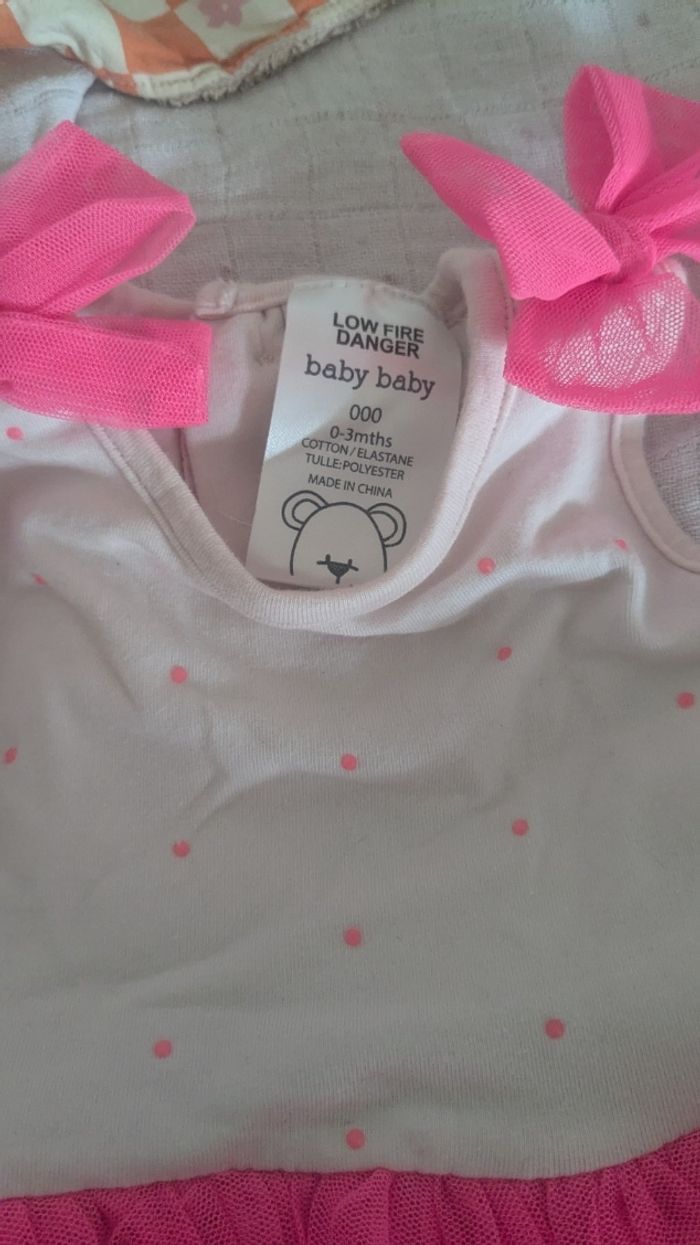 LOW FIRE
DANGER
baby baby
000
0-3mths
COTTON / ELASTANE
TULLE:POLYESTER
MADE IN CHINA